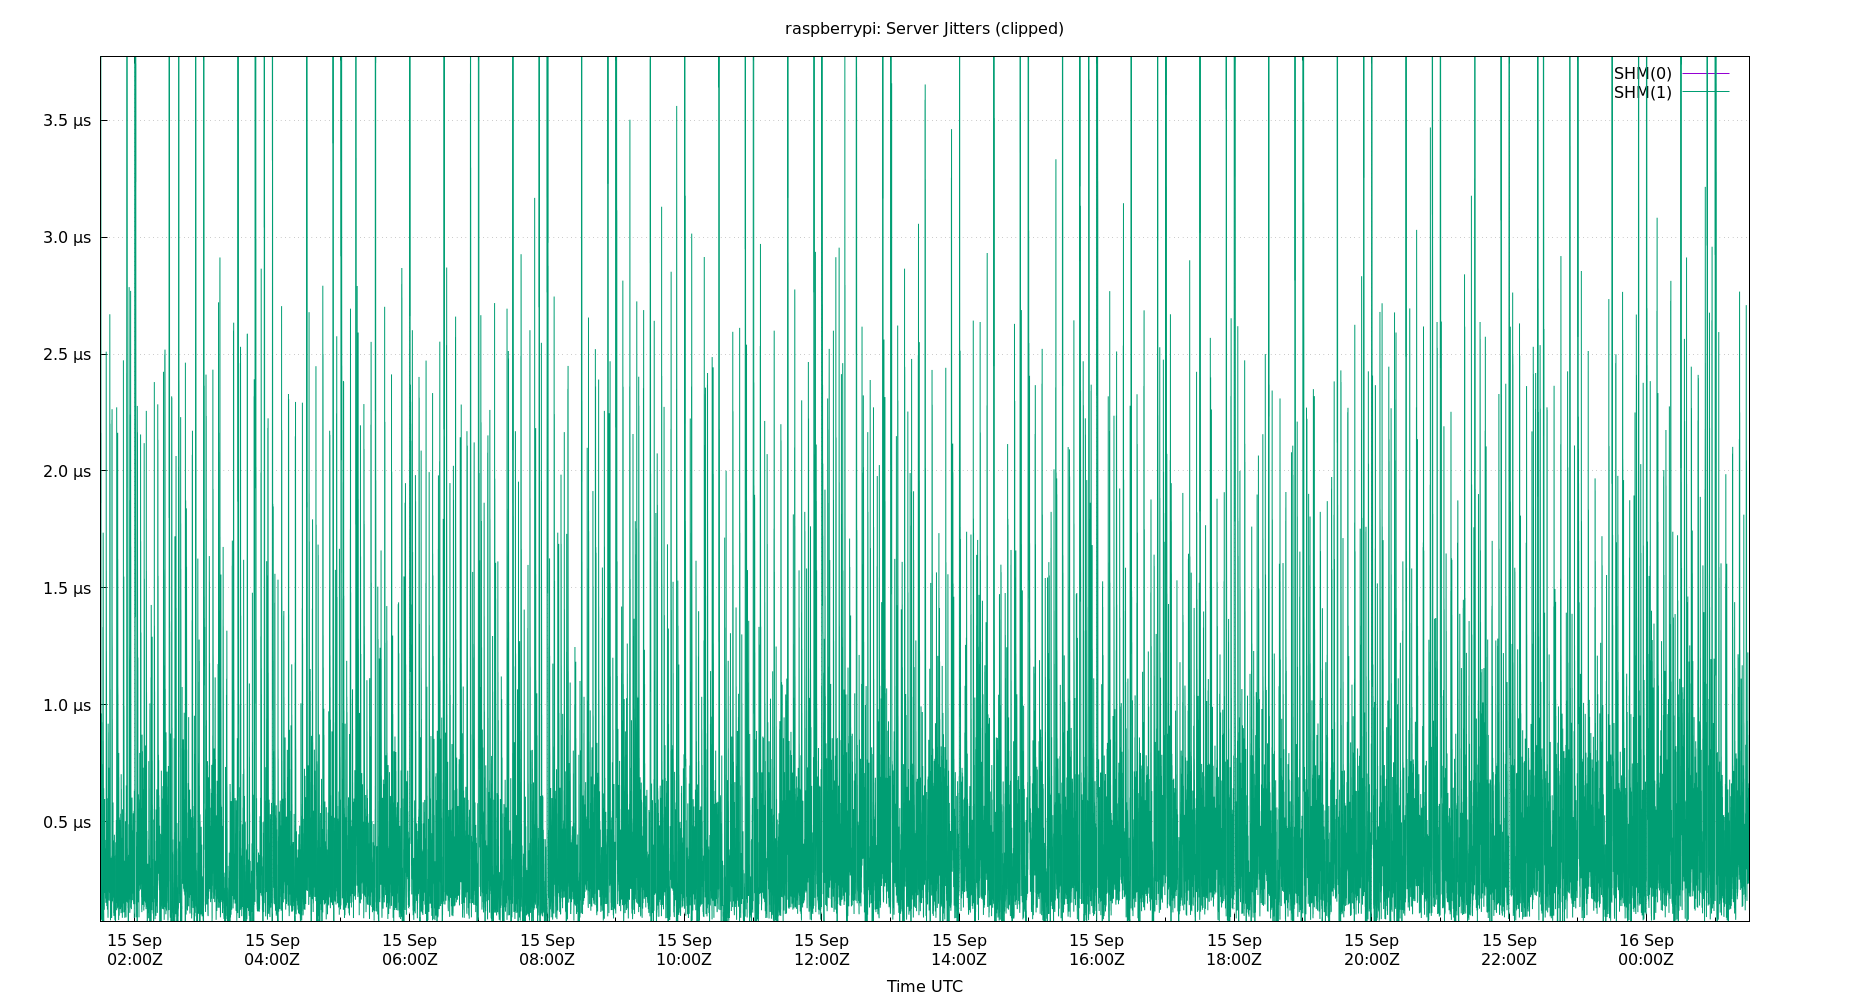 raspberrypi: Server Jitters (clipped)
SHM(0)
SHM(1)
3.5 µs
3.0 µs
2.5 µs
2.0 µs
1.5 µs
1.0 µs
0.5 µs
15 Sep 15 Sep 15 Sep 15 Sep 15 Sep 15 Sep 15 Sep 15 Sep 15 Sep 15 Sep 15 Sep 16 Sep
02:00Z 04:00Z 06:00Z 08:00Z 10:00Z 12:00Z 14:00Z 16:00Z 18:00Z 20:00Z 22:00Z 00:00Z
Time UTC